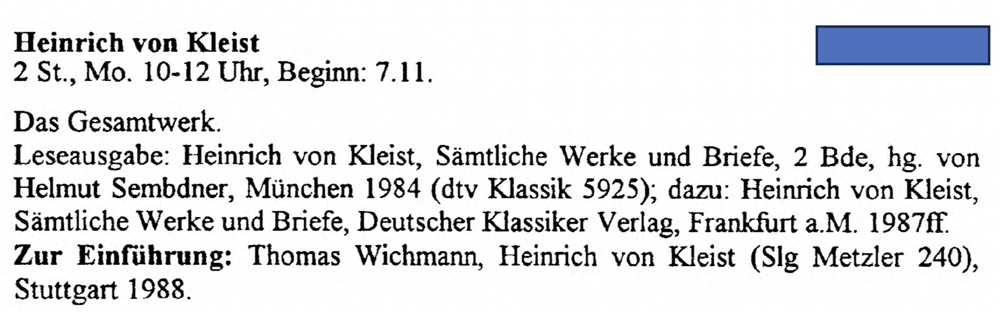 Heinrich von Kleist
2 St., Mo. 10-12 Uhr, Beginn: 7.11.
Das Gesamtwerk.
Leseausgabe: Heinrich von Kleist, Sämtliche Werke und Briefe, 2 Bde, hg. von
Helmut Sembdner, München 1984 (dtv Klassik 5925); dazu: Heinrich von Kleist,
Sämtliche Werke und Briefe, Deutscher Klassiker Verlag, Frankfurt a.M. 1987ff.
Zur Einführung: Thomas Wichmann, Heinrich von Kleist (Slg Metzler 240),
Stuttgart 1988.